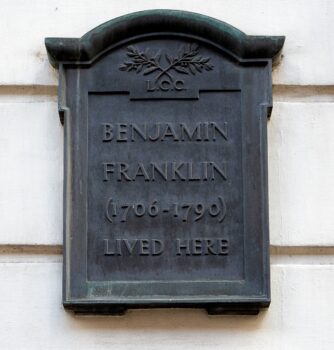 L.C.C.
BENJAMIN
FRANKLIN
(1706-1790)
LIVED HERE